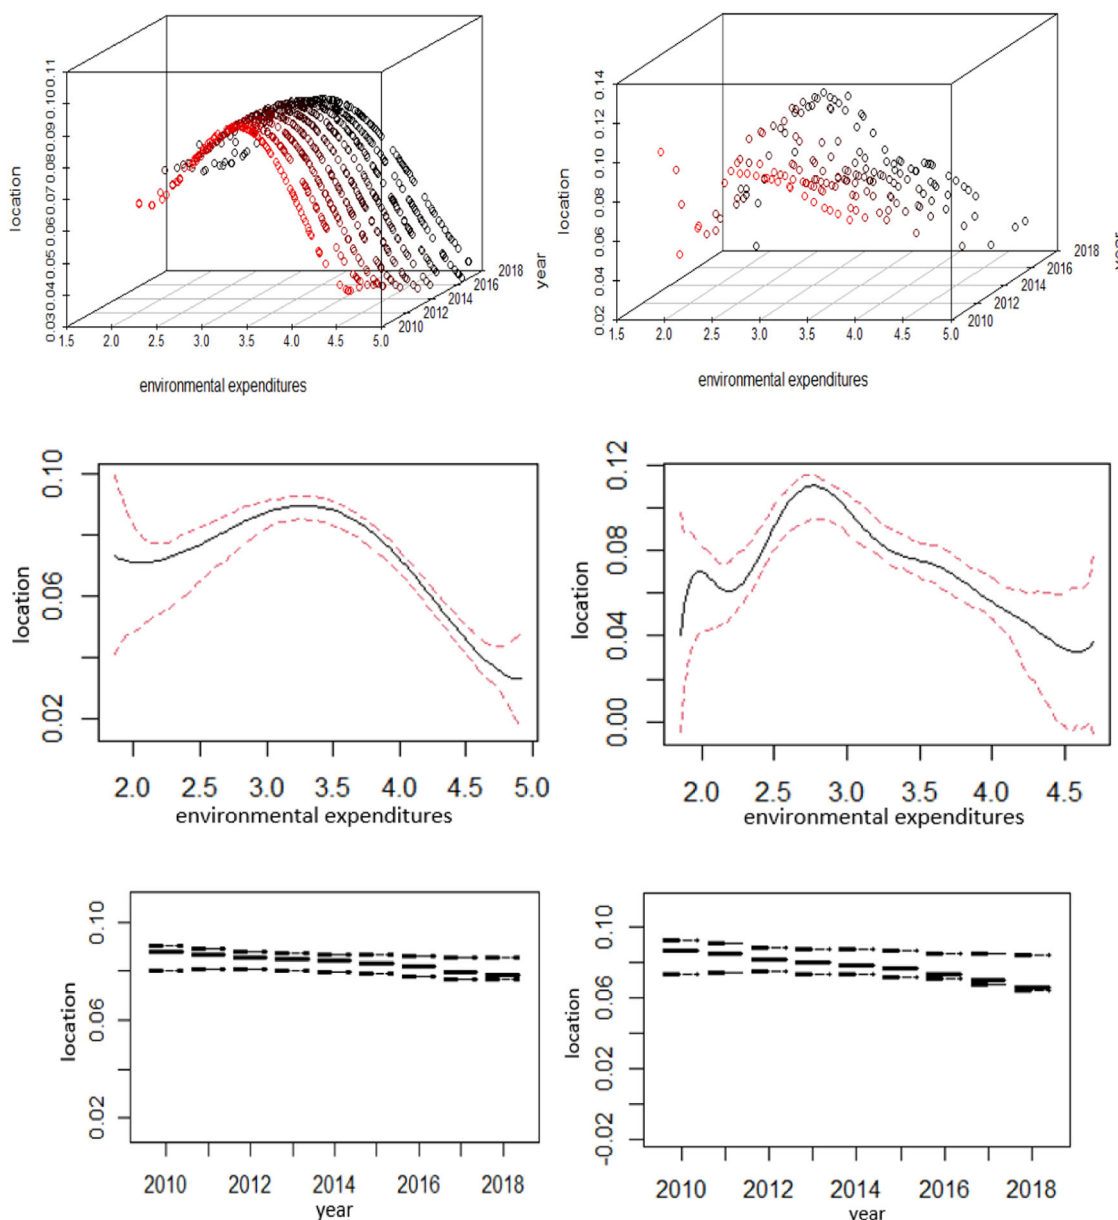 location
0.03 0.04 0.05 0.06 0.07 0.08 0.09 0.10 0.11
1.5 2.0 2.5 3.0 3.5 4.0 4.5 5.0
2010 2012 2014 2016 2018
year
environmental expenditures
location
0.02 0.04 0.06 0.08 0.10 0.12 0.14
1.5 2.0 2.5 3.0 3.5 4.0 4.5 5.0
2010 2012 2014 2016 2018
year
environmental expenditures
location
0.02 0.06 0.10
2.0 2.5 3.0 3.5 4.0 4.5 5.0
environmental expenditures
location
0.00 0.04 0.08 0.12
2.0 2.5 3.0 3.5 4.0 4.5
environmental expenditures
location
0.02 0.06 0.10
2010 2012 2014 2016 2018
year
location
-0.02 0.02 0.06 0.10
2010 2012 2014 2016 2018
year